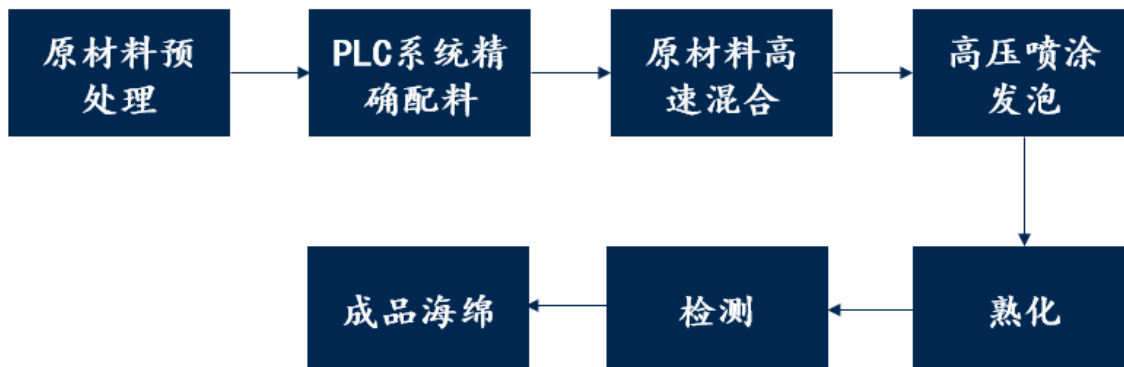 原材料预
处理
PLC系统精
确配料
原材料高
速混合
高压喷涂
发泡
成品海绵
检测
熟化